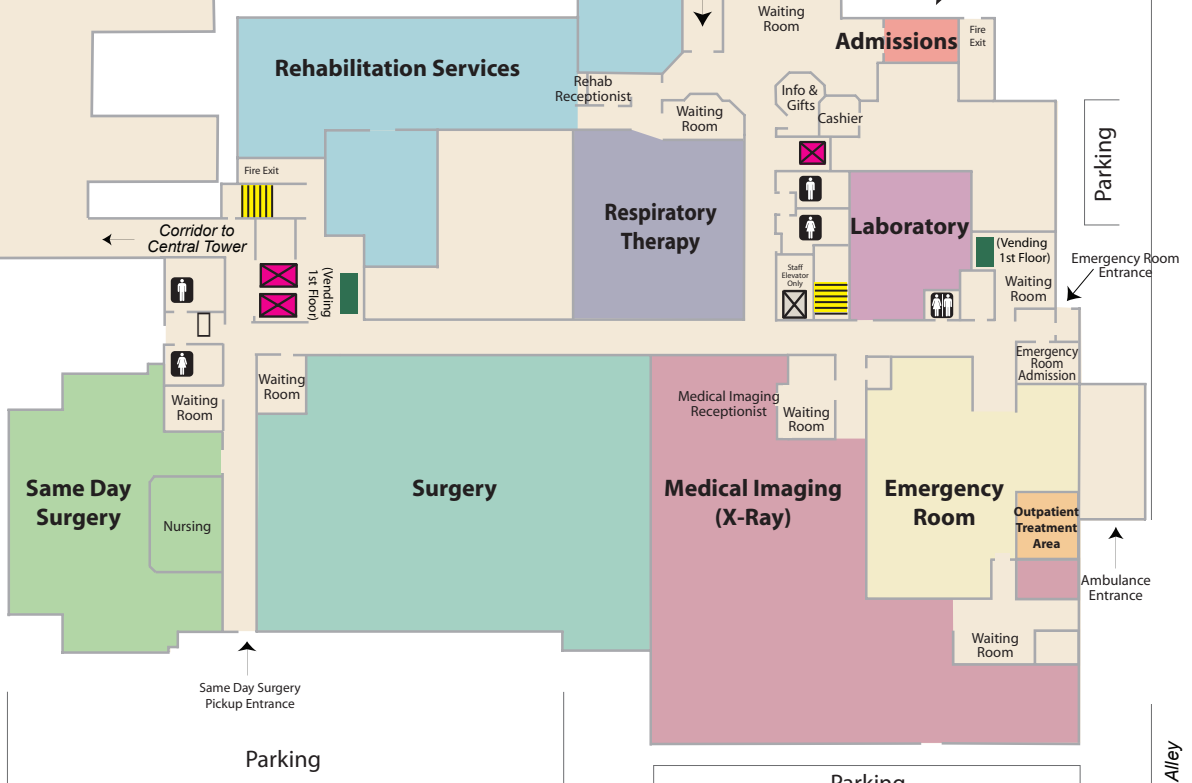 Waiting
Room
Admissions
Fire
Exit
Rehabilitation Services
Rehab
Receptionist
Info &
Gifts
Cashier
Waiting
Room
Parking
Fire Exit
Corridor to
Central Tower
Respiratory
Therapy
Laboratory
(Vending
1st Floor)
Emergency Room
Entrance
(Vending
1st Floor)
Staff
Elevator
Only
Waiting
Room
Emergency
Room
Admission
Waiting
Room
Waiting
Room
Medical Imaging
Receptionist
Waiting
Room
Same Day
Surgery
Nursing
Surgery
Medical Imaging
(X-Ray)
Emergency
Room
Outpatient
Treatment
Area
Ambulance
Entrance
Waiting
Room
Same Day Surgery
Pickup Entrance
Parking
Parking
Alley